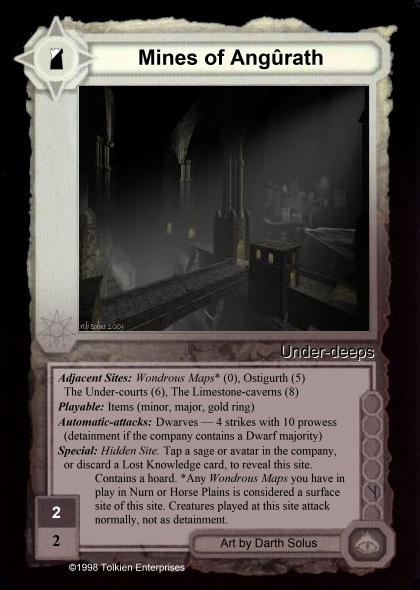 Mines of Angûrath
Solus 2003
Under-deeps
Adjacent Sites: Wondrous Maps* (0), Ostigurth (5)
The Under-courts (6), The Limestone-caverns (8)
Playable: Items (minor, major, gold ring)
Automatic-attacks: Dwarves — 4 strikes with 10 prowess
(detainment if the company contains a Dwarf majority)
Special: Hidden Site. Tap a sage or avatar in the company,
or discard a Lost Knowledge card, to reveal this site.
Contains a hoard. *Any Wondrous Maps you have in
play in Nurn or Horse Plains is considered a surface
site of this site. Creatures played at this site attack
normally, not as detainment.
2
2
Art by Darth Solus
©1998 Tolkien Enterprises